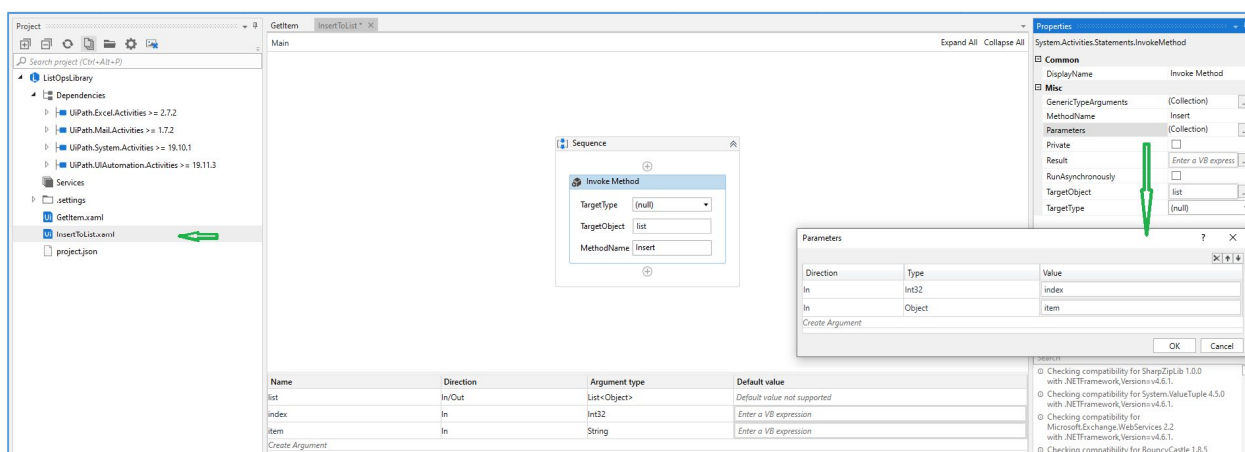 Project
GetItem
InsertToList *
Properties
Main
Expand All Collapse All
System.Activities.Statements.InvokeMethod
Search project (Ctrl+Alt+P)
Common
DisplayName Invoke Method
ListOpsLibrary
Misc
Dependencies
GenericTypeArguments (Collection)
UiPath.Excel.Activities >= 2.7.2
MethodName Insert
UiPath.Mail.Activities >= 1.7.2
Parameters (Collection)
UiPath.System.Activities >= 19.10.1
Private
UiPath.UIAutomation.Activities >= 19.11.3
Result Enter a VB express
Services
RunAsynchronously
.settings
TargetObject list
GetItem.xaml
TargetType (null)
InsertToList.xaml
project.json
Sequence
Invoke Method
TargetType (null)
TargetObject list
MethodName Insert
Parameters ?
Direction Type Value
In Int32 index
In Object item
Create Argument
OK Cancel
Search
Name Direction Argument type Default value
list In/Out List<Object> Default value not supported
index In Int32 Enter a VB expression
item In String Enter a VB expression
Create Argument
Checking compatibility for SharpZipLib 1.0.0
with .NETFramework,Version=v4.6.1.
Checking compatibility for System.ValueTuple 4.5.0
with .NETFramework,Version=v4.6.1.
Checking compatibility for
Microsoft.Exchange.WebServices 2.2
with .NETFramework,Version=v4.6.1.
Checking compatibility for BouncyCastle 1.8.5